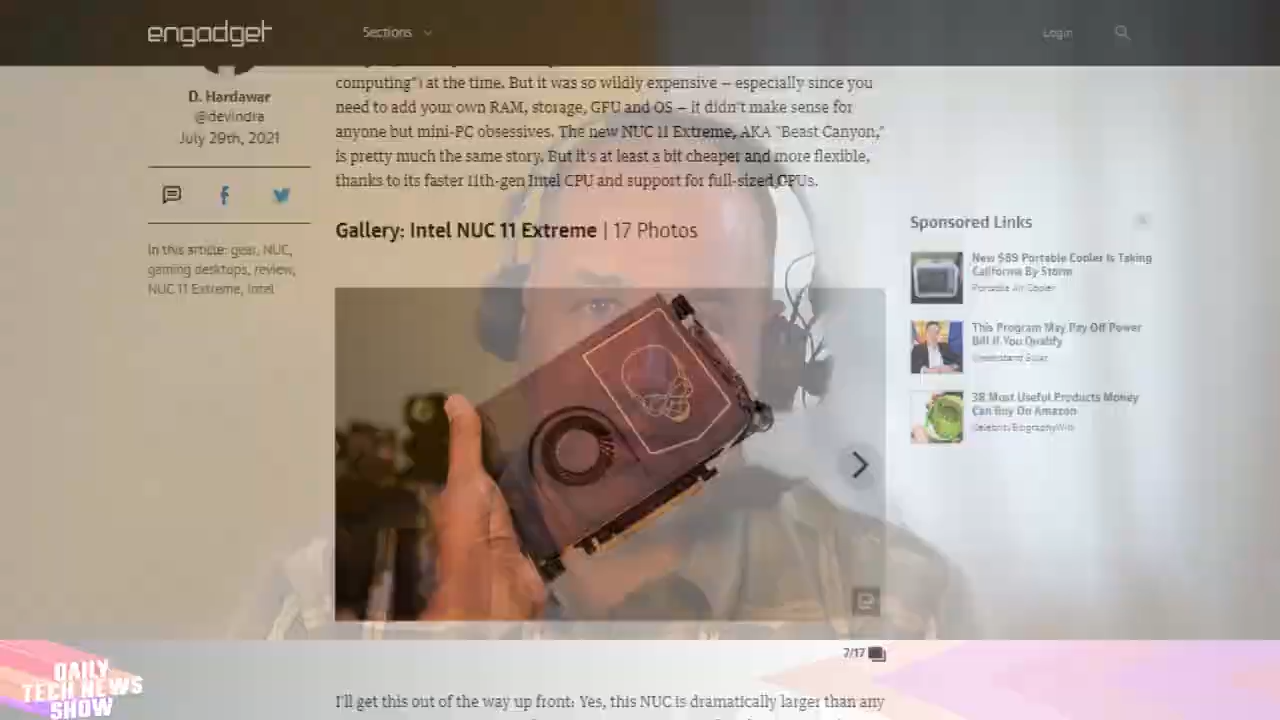 engadget
Sections
Login
D. Hardawar
@devindra
July 29th, 2021
In this article: gear, NUC,
gaming desktops, review,
NUC 11 Extreme, Intel
computing") at the time. But it was so wildly expensive — especially since you
need to add your own RAM, storage, GPU and OS — it didn't make sense for
anyone but mini-PC obsessives. The new NUC 11 Extreme, AKA "Beast Canyon,"
is pretty much the same story. But it's at least a bit cheaper and more flexible,
thanks to its faster 11th-gen Intel CPU and support for full-sized GPUs.
Gallery: Intel NUC 11 Extreme | 17 Photos
Sponsored Links
New $89 Portable Cooler Is Taking
California By Storm
Portable Air Cooler
This Program May Pay Off Power
Bill If You Qualify
Understand Solar
38 Most Useful Products Money
Can Buy On Amazon
CelebrityBiographyWiki
7/17
I'll get this out of the way up front: Yes, this NUC is dramatically larger than any
DAILY
TECH NEWS
SHOW